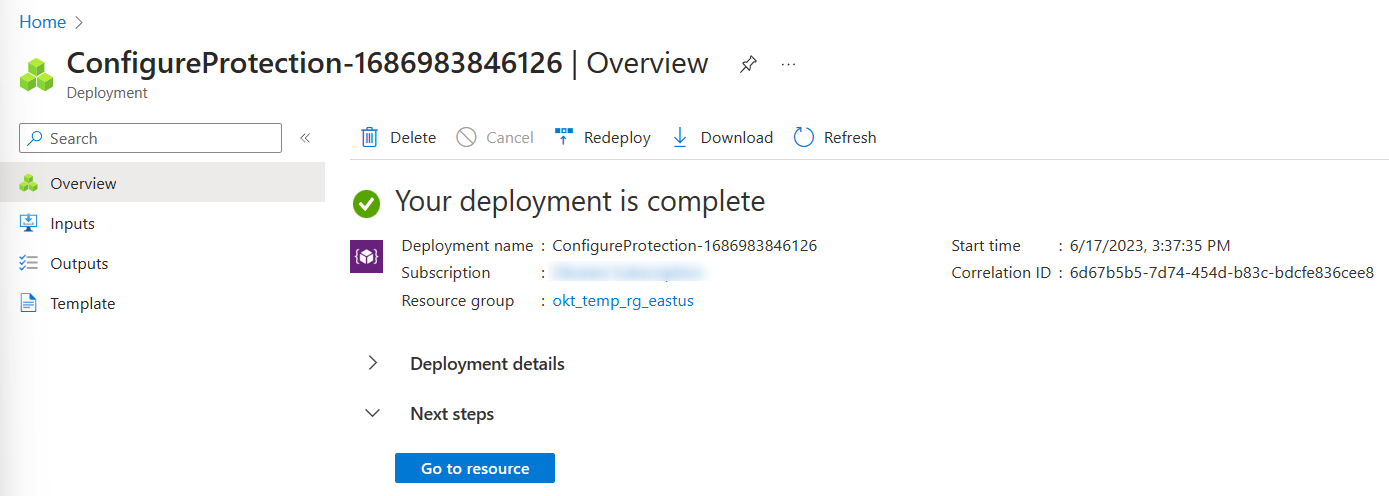 Home
ConfigureProtection-1686983846126 | Overview
Deployment
Search
Overview
Inputs
Outputs
Template
Delete Cancel Redeploy Download Refresh
Your deployment is complete
Deployment name : ConfigureProtection-1686983846126 Start time : 6/17/2023, 3:37:35 PM
Subscription : Correlation ID : 6d67b5b5-7d74-454d-b83c-bdcfe836cee8
Resource group : okt_temp_rg_eastus
Deployment details
Next steps
Go to resource